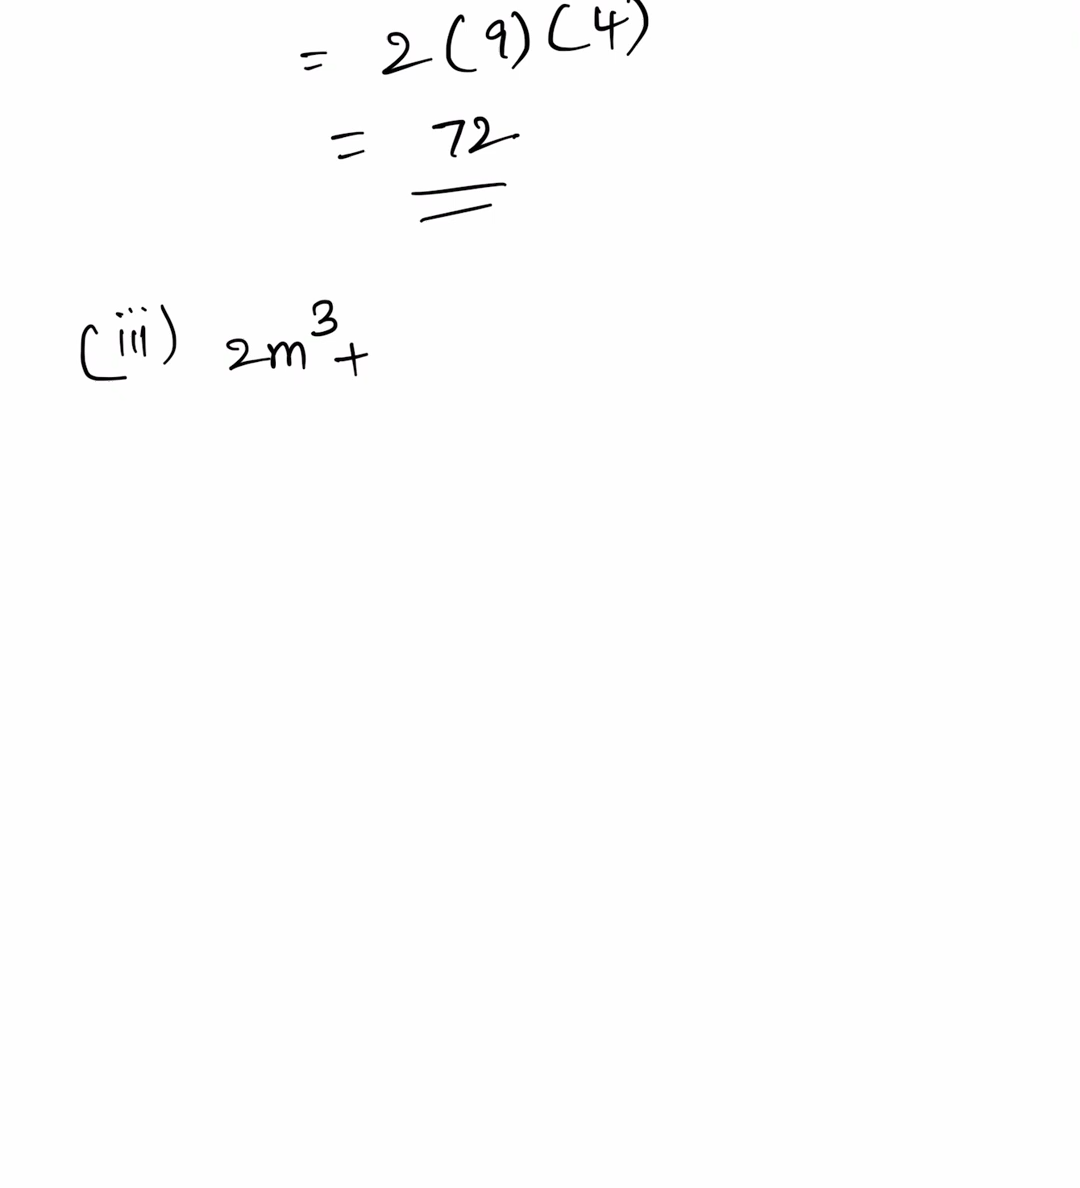 = 2(9)(4)
= 72
(iii) 2m³+